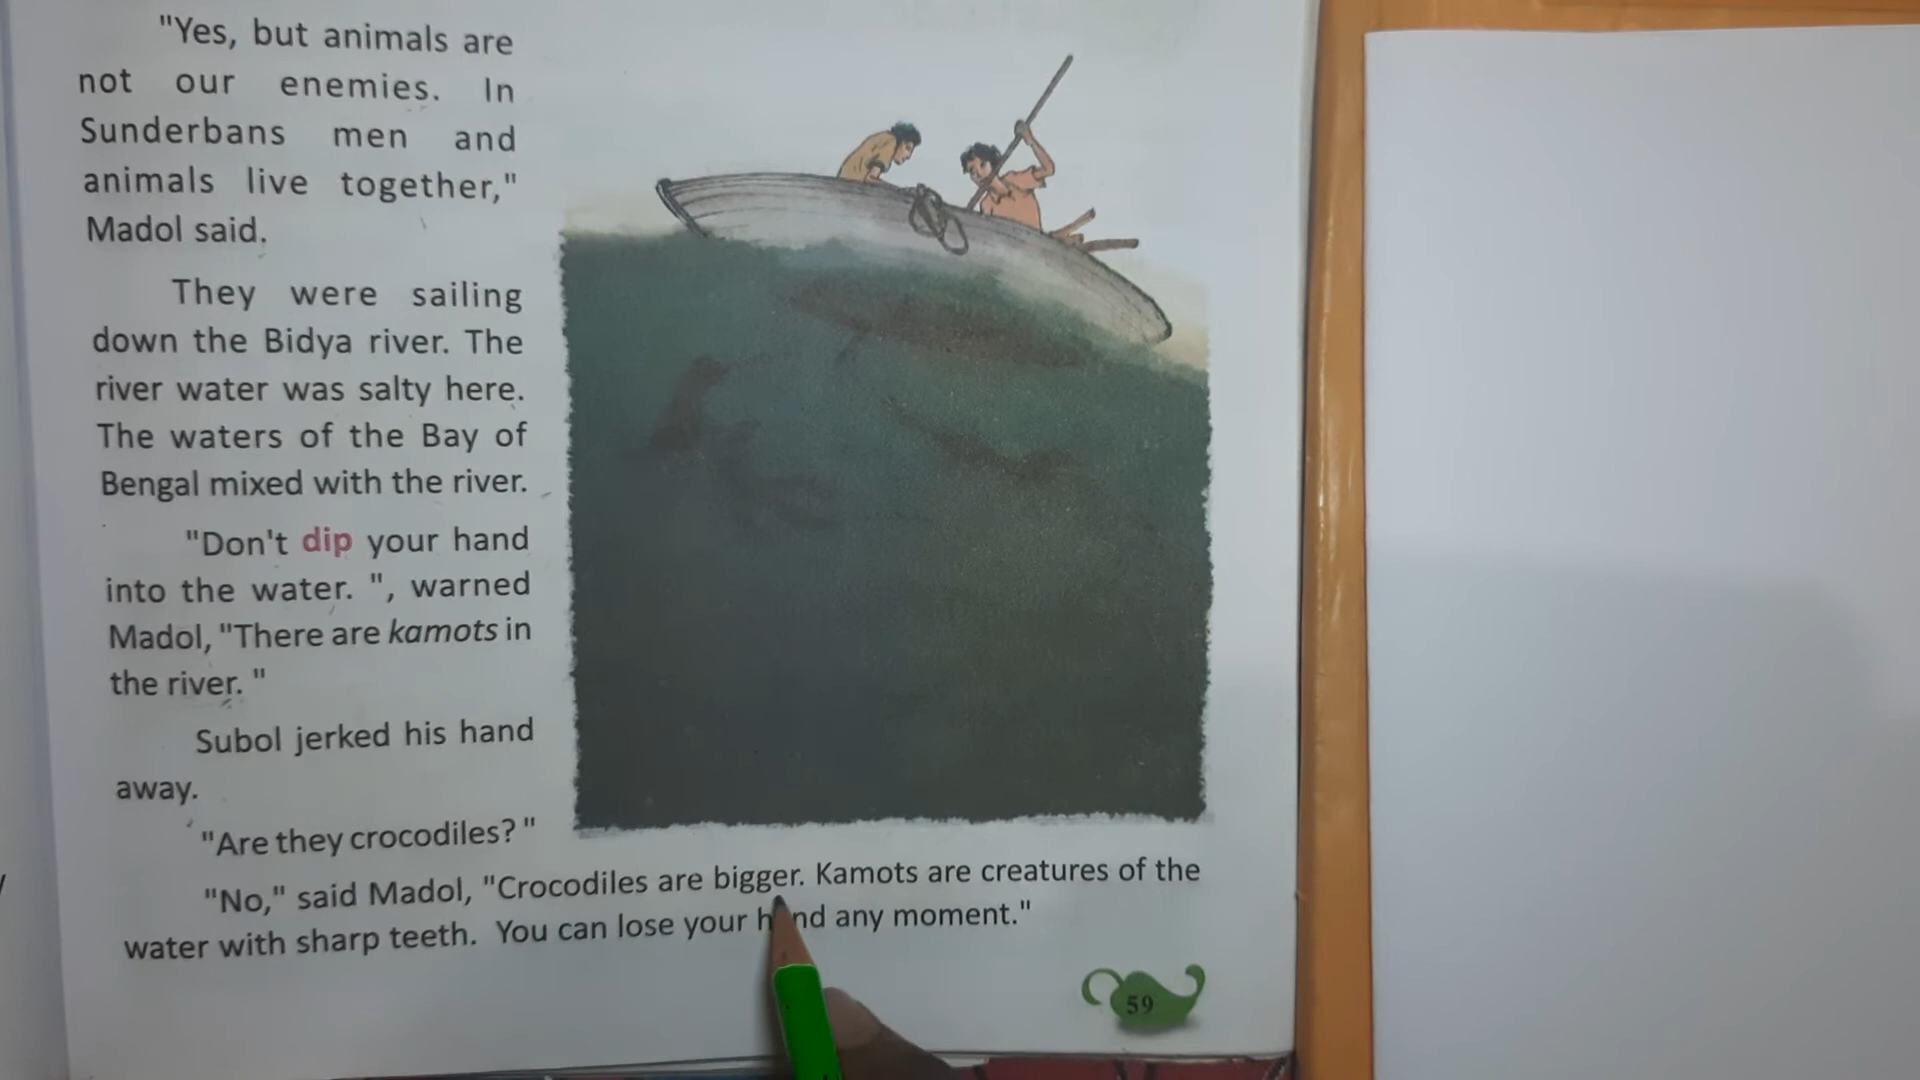 "Yes, but animals are
not our enemies. In
Sunderbans men and
animals live together,"
Madol said.
They were sailing
down the Bidya river. The
river water was salty here.
The waters of the Bay of
Bengal mixed with the river.
"Don't dip your hand
into the water. ", warned
Madol, "There are kamots in
the river. "
Subol jerked his hand
away.
"Are they crocodiles? "
"No," said Madol, "Crocodiles are bigger. Kamots are creatures of the
water with sharp teeth. You can lose your hand any moment."
59